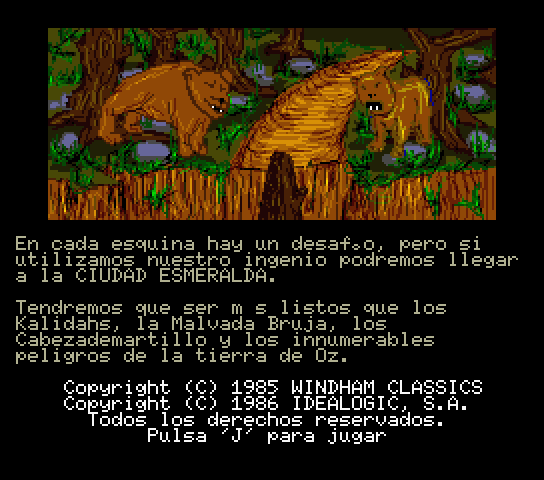 En cada esquina hay un desaf.o, pero si
utilizamos nuestro ingenio podremos llegar
a la CIUDAD ESMERALDA.
Tendremos que ser m s listos que los
Kalidahs, la Malvada Bruja, los
Cabezademartillo y los innumerables
peligros de la tierra de Oz.
Copyright (C) 1985 WINDHAM CLASSICS
Copyright (C) 1986 IDEALOGIC, S.A.
Todos los derechos reservados.
Pulsa 'J' para jugar